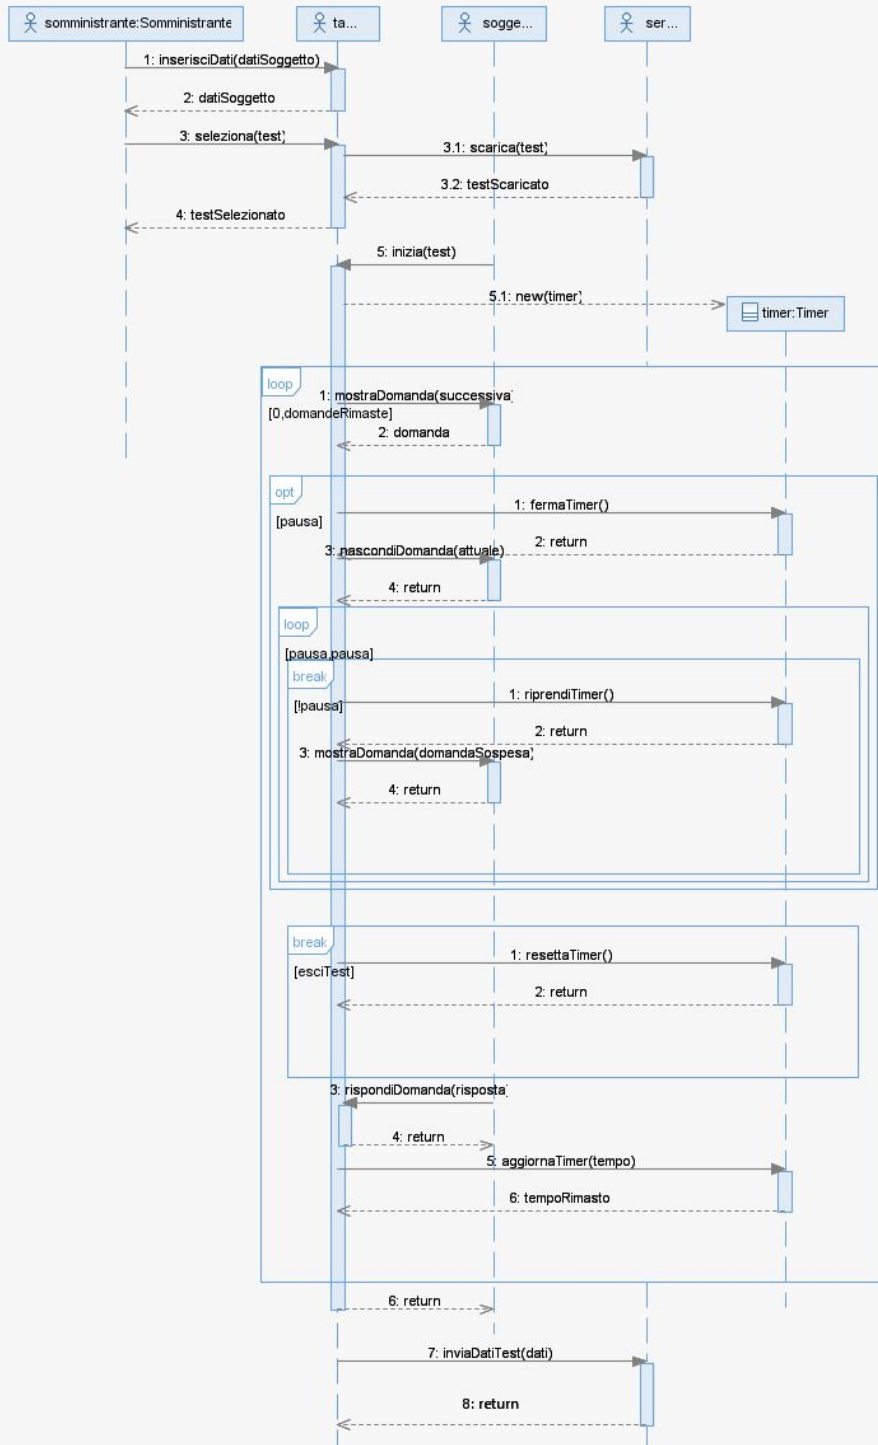 somministrante:Somministrante
ta...
sogge...
ser...
1: inserisciDati(datiSoggetto)
2: datiSoggetto
3: seleziona(test)
3.1: scarica(test)
3.2: testScaricato
4: testSelezionato
5: inizia(test)
5.1: new(timer)
timer:Timer
loop
1: mostraDomanda(successiva)
[0,domandeRimaste]
2: domanda
opt
1: fermaTimer()
[pausa]
2: return
3: nascondiDomanda(attuale)
4: return
loop
[pausa,pausa]
break
1: riprendiTimer()
[!pausa]
2: return
3: mostraDomanda(domandaSospesa)
4: return
break
1: resettaTimer()
[esciTest]
2: return
3: rispondiDomanda(risposta)
4: return
5: aggiornaTimer(tempo)
6: tempoRimasto
6: return
7: inviaDatiTest(dati)
8: return